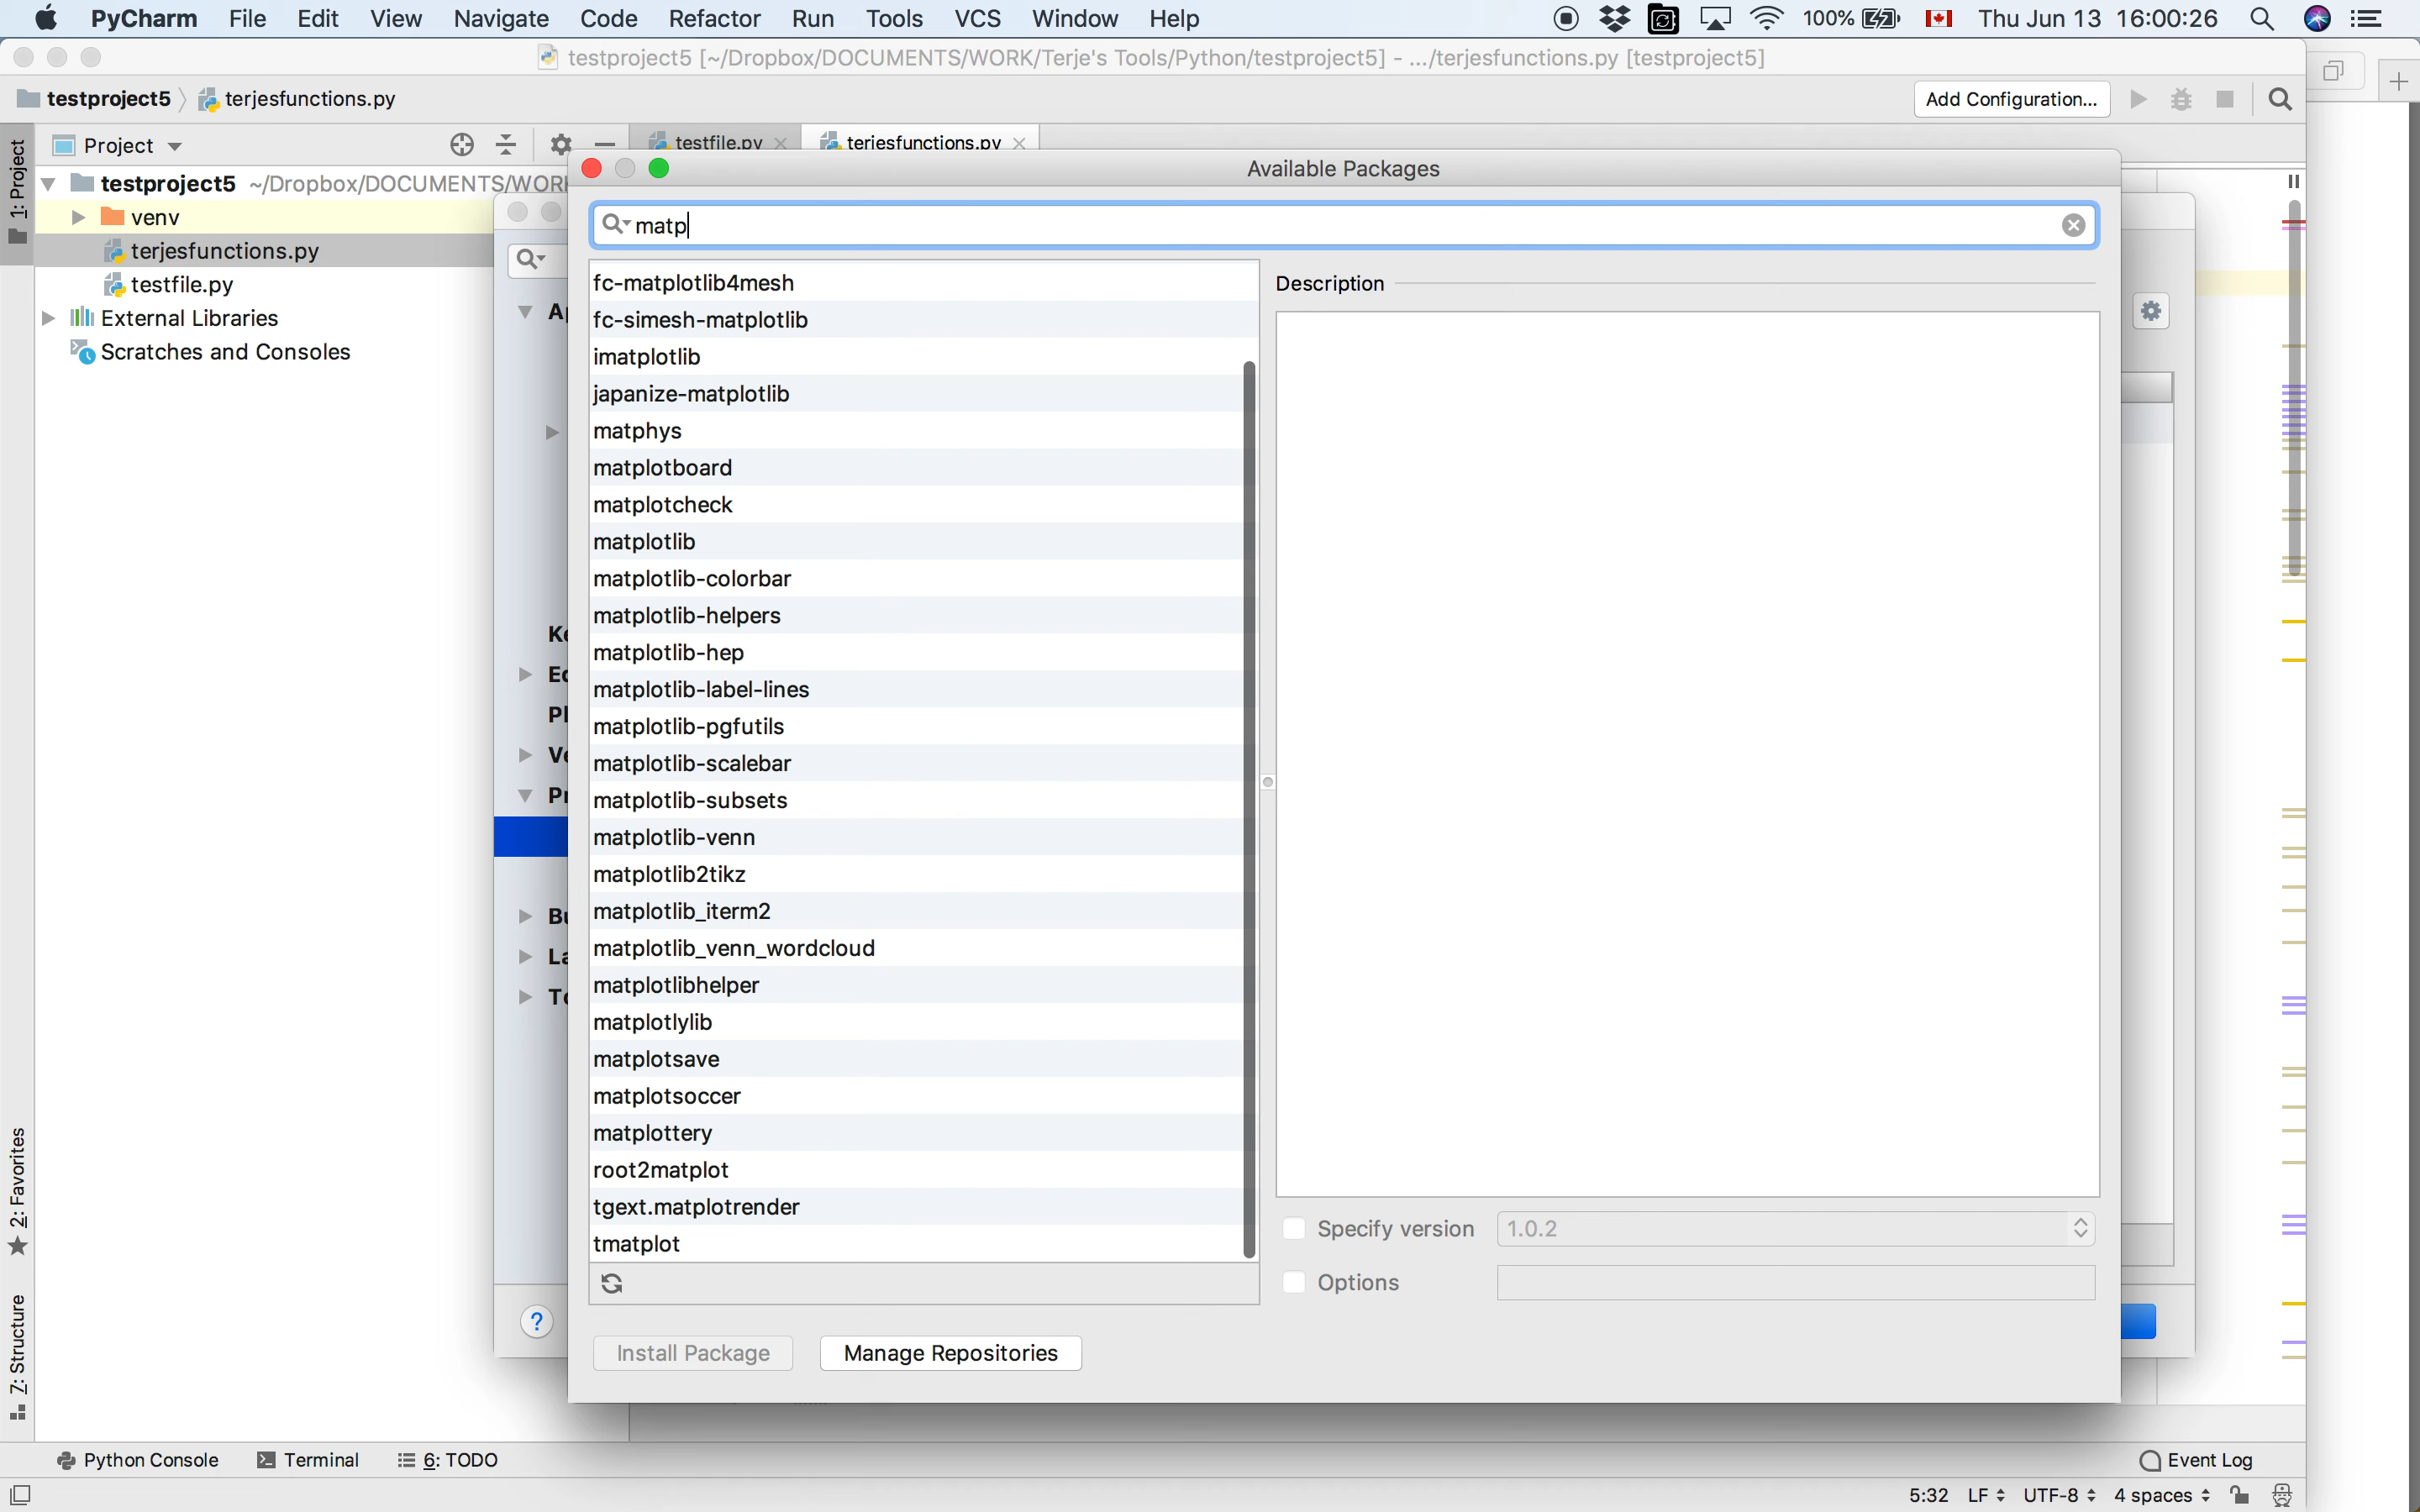 PyCharm File Edit View Navigate Code Refactor Run Tools VCS Window Help 100% Thu Jun 13 16:00:26
testproject5 [~/Dropbox/DOCUMENTS/WORK/Terje's Tools/Python/testproject5] - .../terjesfunctions.py [testproject5]
testproject5 terjesfunctions.py Add Configuration...
1: Project
Project testfile.py terjesfunctions.py
Available Packages
testproject5 ~/Dropbox/DOCUMENTS/WORK
venv
matp
terjesfunctions.py
testfile.py
External Libraries
Scratches and Consoles
fc-matplotlib4mesh
fc-simesh-matplotlib
imatplotlib
japanize-matplotlib
matphys
matplotboard
matplotcheck
matplotlib
matplotlib-colorbar
matplotlib-helpers
matplotlib-hep
matplotlib-label-lines
matplotlib-pgfutils
matplotlib-scalebar
matplotlib-subsets
matplotlib-venn
matplotlib2tikz
matplotlib_iterm2
matplotlib_venn_wordcloud
matplotlibhelper
matplotlylib
matplotsave
matplotsoccer
matplottery
root2matplot
tgext.matplotrender
tmatplot
Description
Specify version 1.0.2
Options
?
Install Package Manage Repositories
2: Favorites
7: Structure
Python Console Terminal 6: TODO Event Log
5:32 LF UTF-8 4 spaces